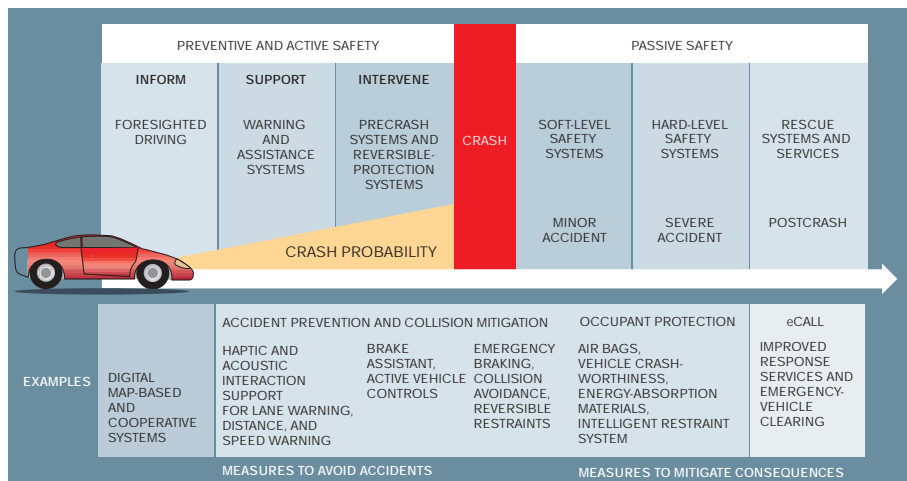 PREVENTIVE AND ACTIVE SAFETY
PASSIVE SAFETY
INFORM
SUPPORT
INTERVENE
FORESIGHTED
DRIVING
WARNING
AND
ASSISTANCE
SYSTEMS
PRECRASH
SYSTEMS AND
REVERSIBLE-
PROTECTION
SYSTEMS
CRASH
SOFT-LEVEL
SAFETY
SYSTEMS
HARD-LEVEL
SAFETY
SYSTEMS
RESCUE
SYSTEMS AND
SERVICES
MINOR
ACCIDENT
SEVERE
ACCIDENT
POSTCRASH
CRASH PROBABILITY
EXAMPLES
DIGITAL
MAP-BASED
AND
COOPERATIVE
SYSTEMS
ACCIDENT PREVENTION AND COLLISION MITIGATION
HAPTIC AND
ACOUSTIC
INTERACTION
SUPPORT
FOR LANE WARNING,
DISTANCE, AND
SPEED WARNING
BRAKE
ASSISTANT,
ACTIVE VEHICLE
CONTROLS
EMERGENCY
BRAKING,
COLLISION
AVOIDANCE,
REVERSIBLE
RESTRAINTS
OCCUPANT PROTECTION
AIR BAGS,
VEHICLE CRASH-
WORTHINESS,
ENERGY-ABSORPTION
MATERIALS,
INTELLIGENT RESTRAINT
SYSTEM
eCALL
IMPROVED
RESPONSE
SERVICES AND
EMERGENCY-
VEHICLE
CLEARING
MEASURES TO AVOID ACCIDENTS
MEASURES TO MITIGATE CONSEQUENCES